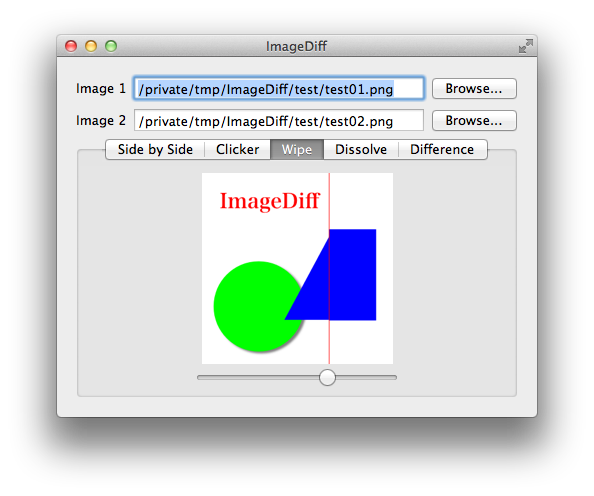 ImageDiff
Image 1 /private/tmp/ImageDiff/test/test01.png Browse...
Image 2 /private/tmp/ImageDiff/test/test02.png Browse...
Side by Side Clicker Wipe Dissolve Difference
ImageDiff